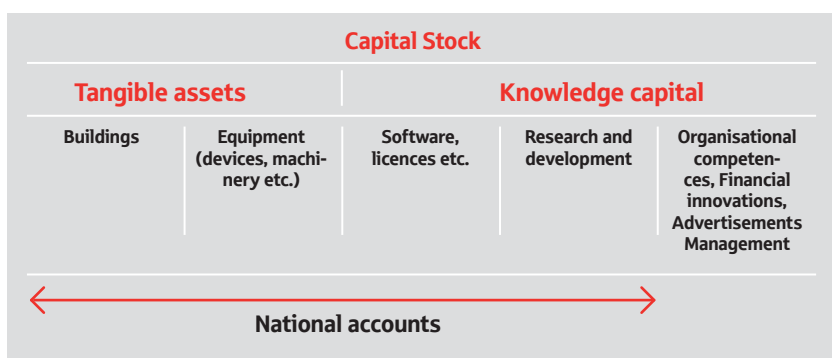 Capital Stock
Tangible assets
Knowledge capital
Buildings
Equipment
(devices, machi-
nery etc.)
Software,
licences etc.
Research and
development
Organisational
competen-
ces, Financial
innovations,
Advertisements
Management
National accounts